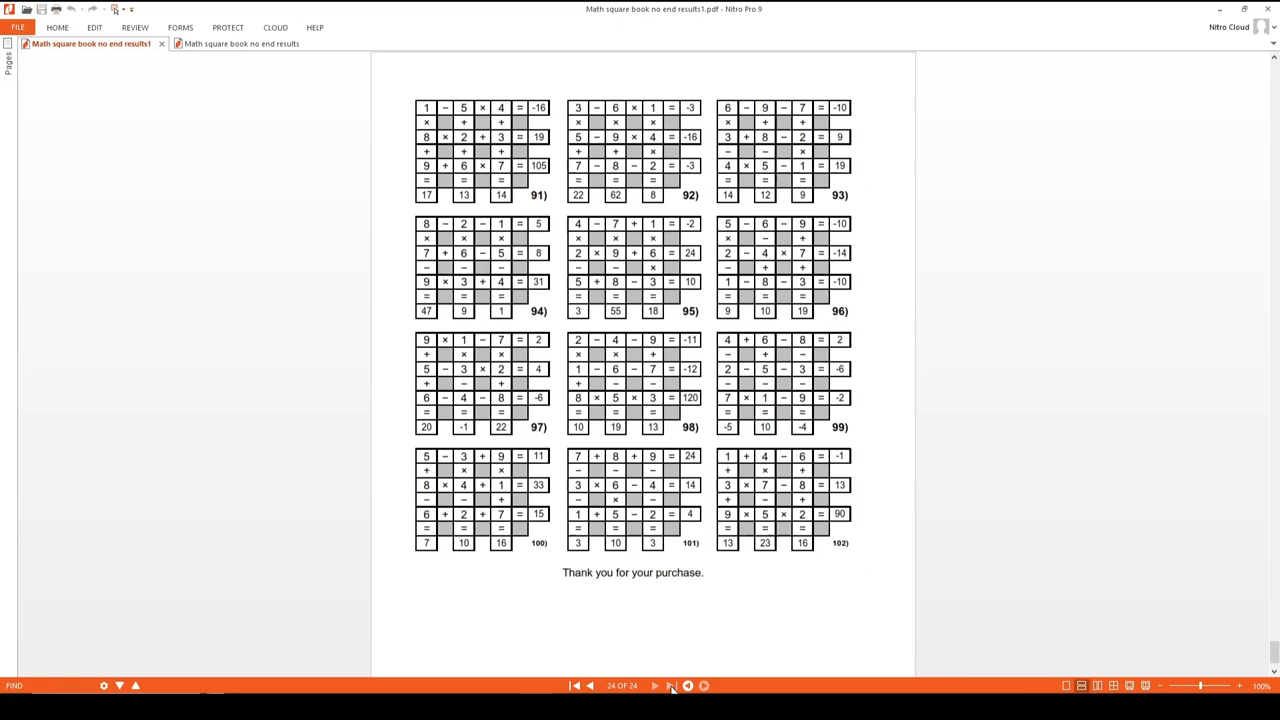 Math square book no end results1.pdf - Nitro Pro 9
FILE HOME EDIT REVIEW FORMS PROTECT CLOUD HELP Nitro Cloud
Math square book no end results1 Math square book no end results
Pages
1 − 5 × 4 = -16 3 − 6 × 1 = -3 6 − 9 − 7 = -10
× + + × × × × + +
8 × 2 + 3 = 19 5 − 9 × 4 = -16 3 + 8 − 2 = 9
+ + + + + × − − ×
9 + 6 × 7 = 105 7 − 8 − 2 = -3 4 × 5 − 1 = 19
= = = = = = = = =
17 13 14 91) 22 62 8 92) 14 12 9 93)
8 − 2 − 1 = 5 4 − 7 + 1 = -2 5 − 6 − 9 = -10
× × × × × × × − +
7 + 6 − 5 = 8 2 × 9 + 6 = 24 2 − 4 × 7 = -14
− − − − − × − + +
9 × 3 + 4 = 31 5 + 8 − 3 = 10 1 − 8 − 3 = -10
= = = = = = = = =
47 9 1 94) 3 55 18 95) 9 10 19 96)
9 × 1 − 7 = 2 2 − 4 − 9 = -11 4 + 6 − 8 = 2
+ × × × × + − + −
5 − 3 × 2 = 4 1 − 6 − 7 = -12 2 − 5 − 3 = -6
+ − + + − − − − −
6 − 4 − 8 = -6 8 × 5 × 3 = 120 7 × 1 − 9 = -2
= = = = = = = = =
20 -1 22 97) 10 19 13 98) -5 10 -4 99)
5 − 3 + 9 = 11 7 + 8 + 9 = 24 1 + 4 − 6 = -1
+ × × − − − + × +
8 × 4 + 1 = 33 3 × 6 − 4 = 14 3 × 7 − 8 = 13
− − + − × − + − +
6 + 2 + 7 = 15 1 + 5 − 2 = 4 9 × 5 × 2 = 90
= = = = = = = = =
7 10 16 100) 3 10 3 101) 13 23 16 102)
Thank you for your purchase.
FIND 24 OF 24 100%